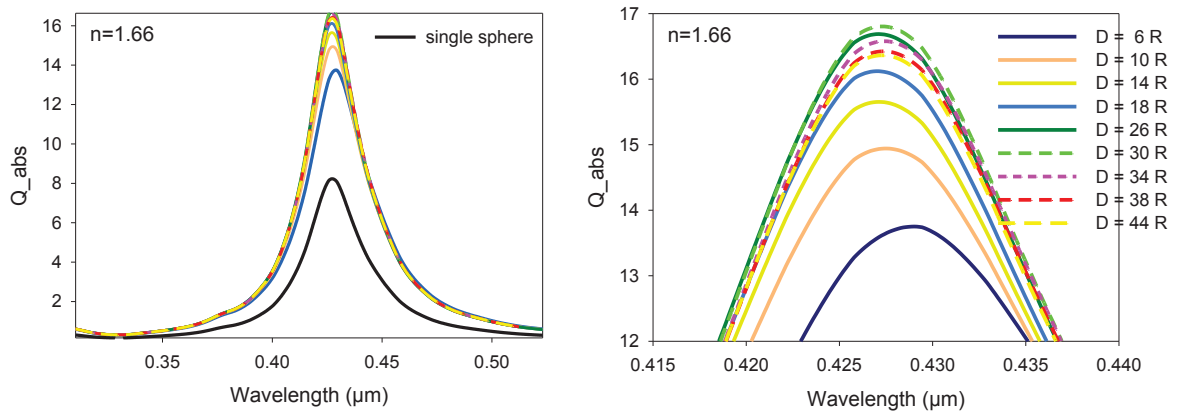 16
14
12
10
8
6
4
2
Q_abs
n=1.66
single sphere
0.35
0.40
0.45
0.50
Wavelength (µm)
17
16
15
14
13
12
Q_abs
n=1.66
D = 6 R
D = 10 R
D = 14 R
D = 18 R
D = 26 R
D = 30 R
D = 34 R
D = 38 R
D = 44 R
0.415
0.420
0.425
0.430
0.435
0.440
Wavelength (µm)